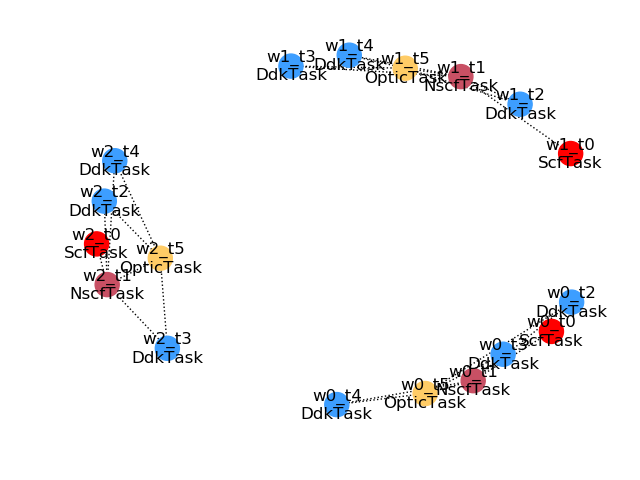 w1_t3
DdkTask
w1_t4
DdkTask
w1_t5
OpticTask
w1_t1
NscfTask
w1_t2
DdkTask
w1_t0
ScfTask
w2_t4
DdkTask
w2_t2
DdkTask
w2_t0
ScfTask
w2_t5
OpticTask
w2_t1
NscfTask
w2_t3
DdkTask
w0_t2
DdkTask
w0_t0
ScfTask
w0_t3
DdkTask
w0_t1
NscfTask
w0_t5
OpticTask
w0_t4
DdkTask